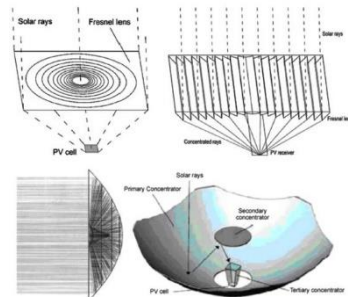 Solar rays
Fresnel lens
PV cell
Solar rays
Fresnel le
Concentrated rays
PV receiver
Solar rays
Primary Concentrator
Secondary
concentrator
PV cell
Tertiary concentrator